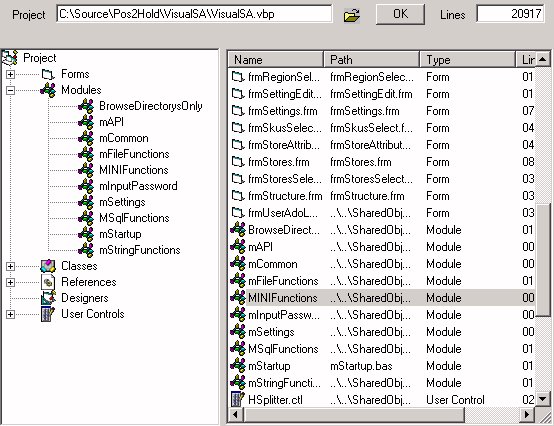 Project C:\Source\Pos2Hold\VisualSA\VisualSA.vbp OK Lines 20917
Project
Forms
Modules
BrowseDirectorysOnly
mAPI
mCommon
mFileFunctions
MINIFunctions
mInputPassword
mSettings
MSqlFunctions
mStartup
mStringFunctions
Classes
References
Designers
User Controls
Name Path Type Lir
frmRegionSel... frmRegionSelec... Form 01
frmSettingEdit... frmSettingEdit.frm Form 01
frmSettings.frm frmSettings.frm Form 07
frmSkusSelec... frmSkusSelect.f... Form 04
frmStoreAttribut... frmStoreAttribut... Form 04
frmStores.frm frmStores.frm Form 08
frmStoresSelec... frmStoresSelect... Form 03
frmStructure.frm frmStructure.frm Form 03
frmUserAdoL... ..\..\SharedObj... Form 03
BrowseDirect... ..\..\SharedObj... Module 01
mAPI ..\..\SharedObj... Module 00
mCommon ..\..\SharedObj... Module 00
mFileFunctions ..\..\SharedObj... Module 01
MINIFunctions ..\..\SharedObj... Module 00
mInputPassw... ..\..\SharedObj... Module 00
mSettings ..\..\SharedObj... Module 00
MSqlFunctions ..\..\SharedObj... Module 01
mStartup mStartup.bas Module 01
mStringFuncti... ..\..\SharedObj... Module 01
HSplitter.ctl ..\..\SharedObj... User Control 02